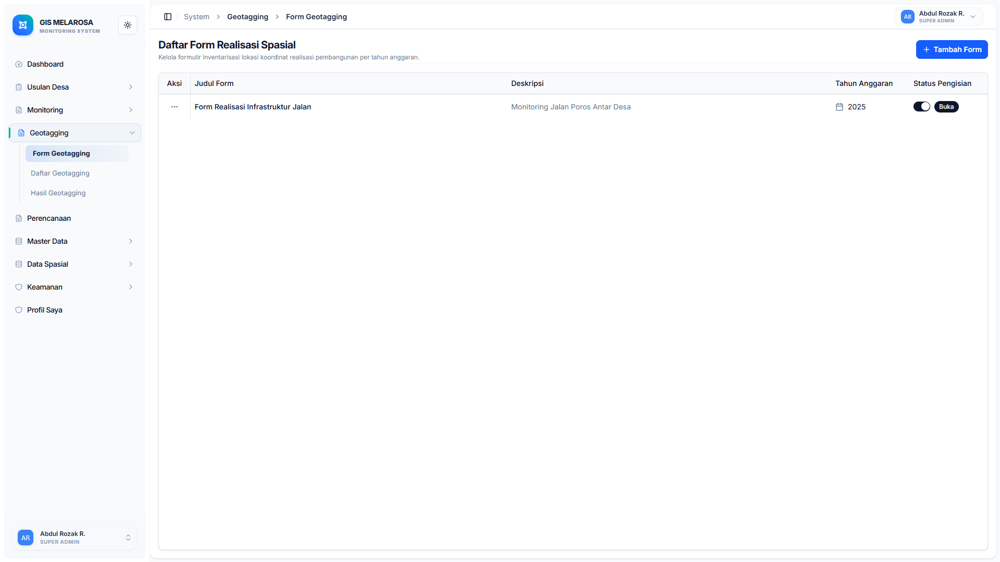 GIS MELAROSA
MONITORING SYSTEM
Dashboard
Usulan Desa
Monitoring
Geotagging
Form Geotagging
Daftar Geotagging
Hasil Geotagging
Perencanaan
Master Data
Data Spasial
Keamanan
Profil Saya
AR
Abdul Rozak R.
SUPER ADMIN
System
Geotagging
Form Geotagging
AR
Abdul Rozak R.
SUPER ADMIN
Daftar Form Realisasi Spasial
Kelola formulir inventarisasi lokasi koordinat realisasi pembangunan per tahun anggaran.
Tambah Form
Aksi Judul Form Deskripsi Tahun Anggaran Status Pengisian
Form Realisasi Infrastruktur Jalan Monitoring Jalan Poros Antar Desa 2025 Buka